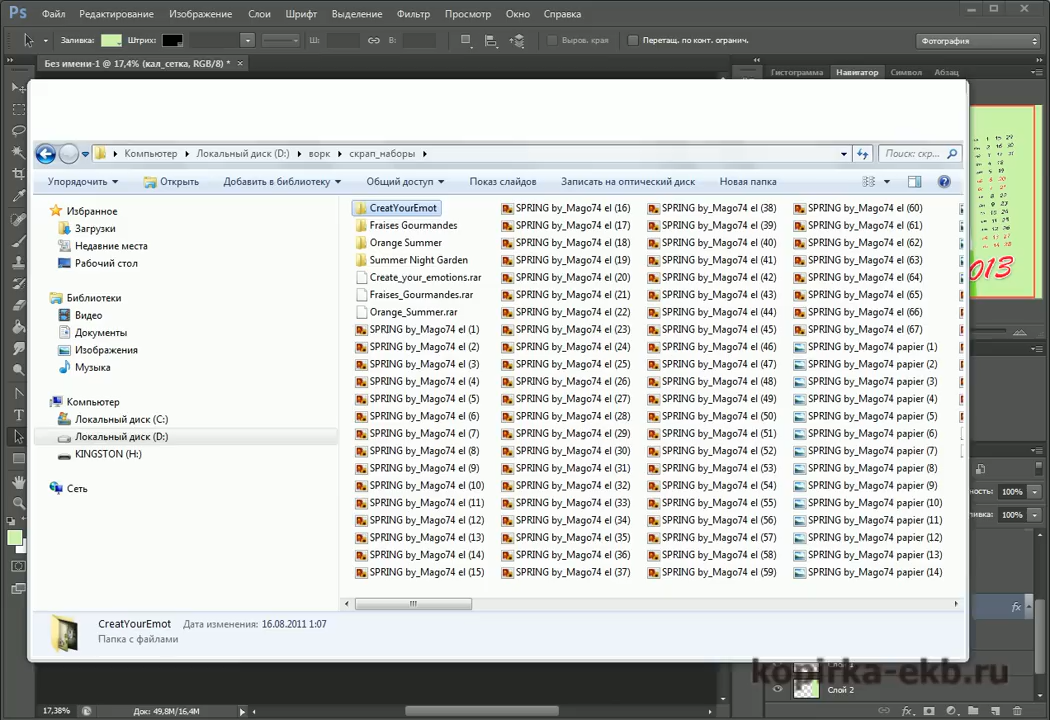 Ps Файл Редактирование Изображение Слои Шрифт Выделение Фильтр Просмотр Окно Справка
Заливка: Штрих: Ш: В: Выров. края Перетащ. по конт. огранич. Фотография
Без имени-1 @ 17,4% (кал_сетка, RGB/8) *
Гистограмма Навигатор Символ Абзац
Компьютер Локальный диск (D:) ворк скрап_наборы
Поиск: скр...
Упорядочить Открыть Добавить в библиотеку Общий доступ Показ слайдов Записать на оптический диск Новая папка
Избранное
Загрузки
Недавние места
Рабочий стол
Библиотеки
Видео
Документы
Изображения
Музыка
Компьютер
Локальный диск (C:)
Локальный диск (D:)
KINGSTON (H:)
Сеть
CreatYourEmot
Fraises Gourmandes
Orange Summer
Summer Night Garden
Create_your_emotions.rar
Fraises_Gourmandes.rar
Orange_Summer.rar
SPRING by_Mago74 el (1)
SPRING by_Mago74 el (2)
SPRING by_Mago74 el (3)
SPRING by_Mago74 el (4)
SPRING by_Mago74 el (5)
SPRING by_Mago74 el (6)
SPRING by_Mago74 el (7)
SPRING by_Mago74 el (8)
SPRING by_Mago74 el (9)
SPRING by_Mago74 el (10)
SPRING by_Mago74 el (11)
SPRING by_Mago74 el (12)
SPRING by_Mago74 el (13)
SPRING by_Mago74 el (14)
SPRING by_Mago74 el (15)
SPRING by_Mago74 el (16)
SPRING by_Mago74 el (17)
SPRING by_Mago74 el (18)
SPRING by_Mago74 el (19)
SPRING by_Mago74 el (20)
SPRING by_Mago74 el (21)
SPRING by_Mago74 el (22)
SPRING by_Mago74 el (23)
SPRING by_Mago74 el (24)
SPRING by_Mago74 el (25)
SPRING by_Mago74 el (26)
SPRING by_Mago74 el (27)
SPRING by_Mago74 el (28)
SPRING by_Mago74 el (29)
SPRING by_Mago74 el (30)
SPRING by_Mago74 el (31)
SPRING by_Mago74 el (32)
SPRING by_Mago74 el (33)
SPRING by_Mago74 el (34)
SPRING by_Mago74 el (35)
SPRING by_Mago74 el (36)
SPRING by_Mago74 el (37)
SPRING by_Mago74 el (38)
SPRING by_Mago74 el (39)
SPRING by_Mago74 el (40)
SPRING by_Mago74 el (41)
SPRING by_Mago74 el (42)
SPRING by_Mago74 el (43)
SPRING by_Mago74 el (44)
SPRING by_Mago74 el (45)
SPRING by_Mago74 el (46)
SPRING by_Mago74 el (47)
SPRING by_Mago74 el (48)
SPRING by_Mago74 el (49)
SPRING by_Mago74 el (50)
SPRING by_Mago74 el (51)
SPRING by_Mago74 el (52)
SPRING by_Mago74 el (53)
SPRING by_Mago74 el (54)
SPRING by_Mago74 el (55)
SPRING by_Mago74 el (56)
SPRING by_Mago74 el (57)
SPRING by_Mago74 el (58)
SPRING by_Mago74 el (59)
SPRING by_Mago74 el (60)
SPRING by_Mago74 el (61)
SPRING by_Mago74 el (62)
SPRING by_Mago74 el (63)
SPRING by_Mago74 el (64)
SPRING by_Mago74 el (65)
SPRING by_Mago74 el (66)
SPRING by_Mago74 el (67)
SPRING by_Mago74 papier (1)
SPRING by_Mago74 papier (2)
SPRING by_Mago74 papier (3)
SPRING by_Mago74 papier (4)
SPRING by_Mago74 papier (5)
SPRING by_Mago74 papier (6)
SPRING by_Mago74 papier (7)
SPRING by_Mago74 papier (8)
SPRING by_Mago74 papier (9)
SPRING by_Mago74 papier (10)
SPRING by_Mago74 papier (11)
SPRING by_Mago74 papier (12)
SPRING by_Mago74 papier (13)
SPRING by_Mago74 papier (14)
CreatYourEmot Дата изменения: 16.08.2011 1:07
Папка с файлами
013
ность: 100%
ливка: 100%
fx
kopirka-ekb.ru
Слой 2
17,38% Док: 49,8M/16,4M